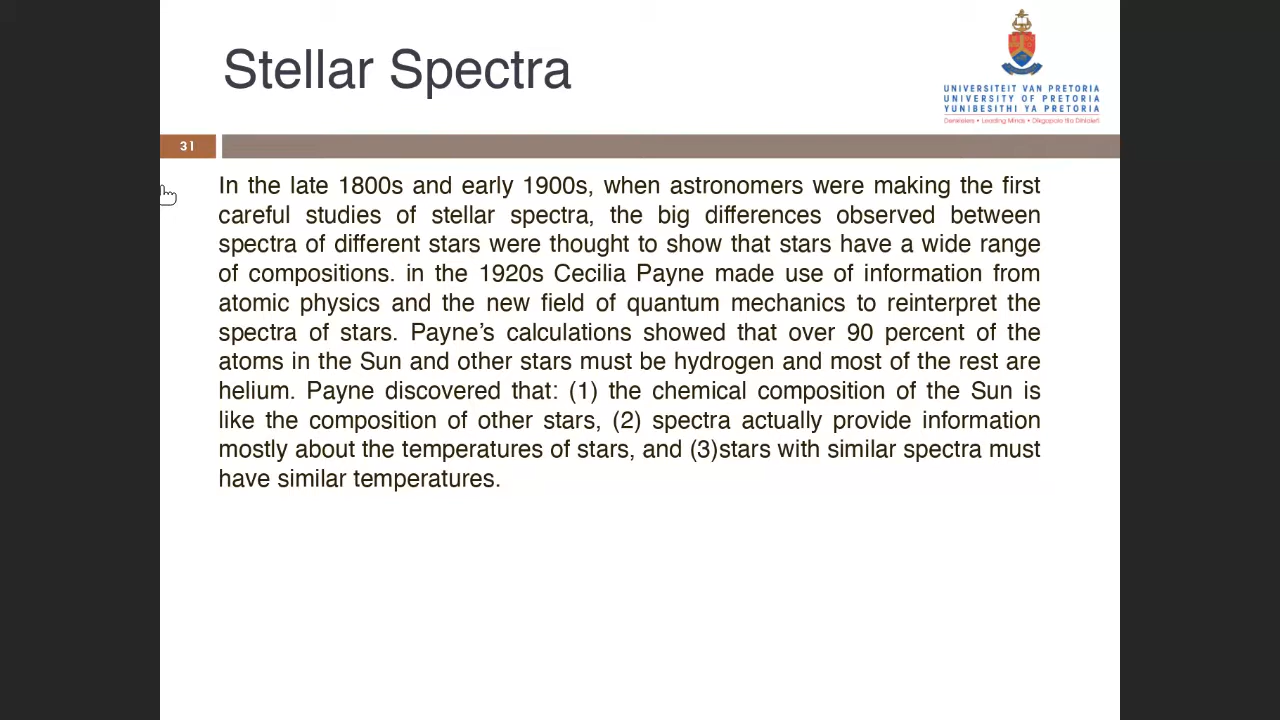 Stellar Spectra
UNIVERSITEIT VAN PRETORIA
UNIVERSITY OF PRETORIA
YUNIBESITHI YA PRETORIA
Denkleiers • Leading Minds • Dikgopolo tša Dihlalefi
31
In the late 1800s and early 1900s, when astronomers were making the first
careful studies of stellar spectra, the big differences observed between
spectra of different stars were thought to show that stars have a wide range
of compositions. in the 1920s Cecilia Payne made use of information from
atomic physics and the new field of quantum mechanics to reinterpret the
spectra of stars. Payne’s calculations showed that over 90 percent of the
atoms in the Sun and other stars must be hydrogen and most of the rest are
helium. Payne discovered that: (1) the chemical composition of the Sun is
like the composition of other stars, (2) spectra actually provide information
mostly about the temperatures of stars, and (3)stars with similar spectra must
have similar temperatures.